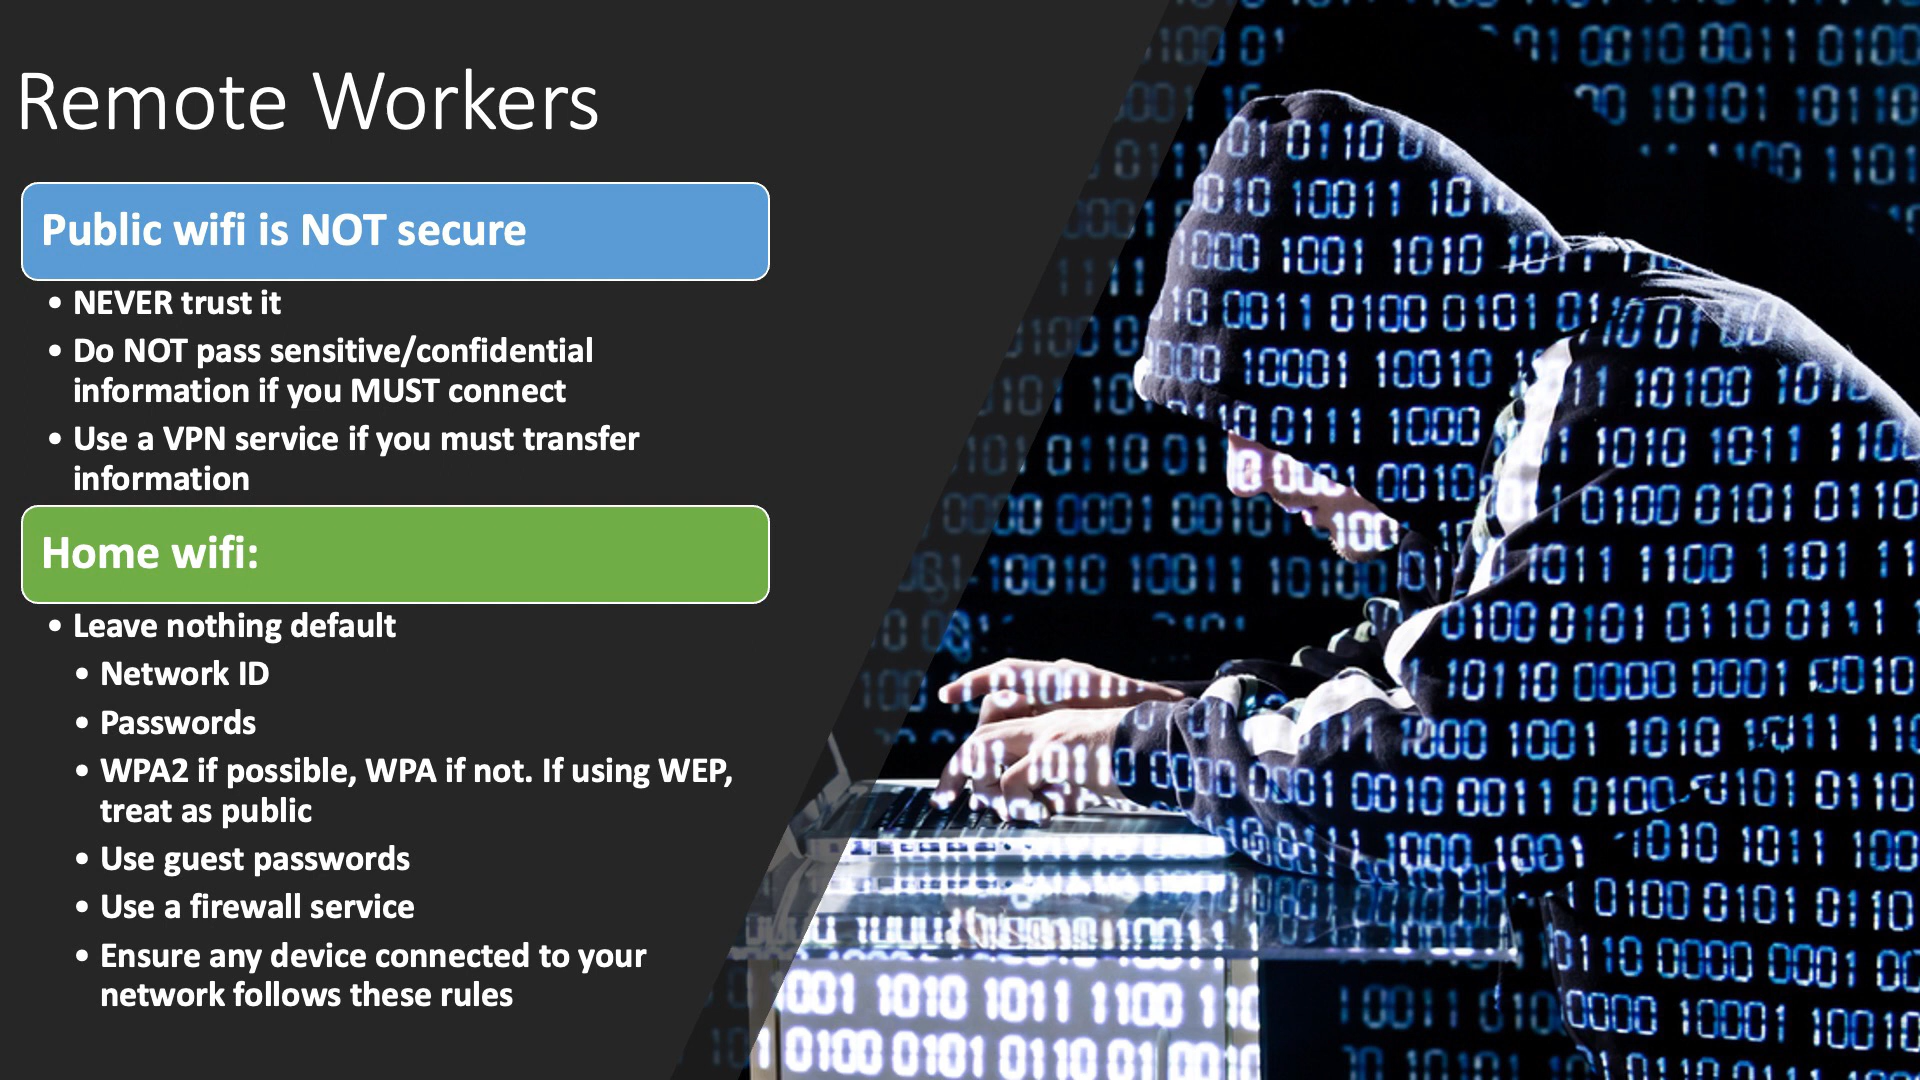 Remote Workers
Public wifi is NOT secure
• NEVER trust it
• Do NOT pass sensitive/confidential
information if you MUST connect
• Use a VPN service if you must transfer
information
Home wifi:
• Leave nothing default
• Network ID
• Passwords
• WPA2 if possible, WPA if not. If using WEP,
treat as public
• Use guest passwords
• Use a firewall service
• Ensure any device connected to your
network follows these rules